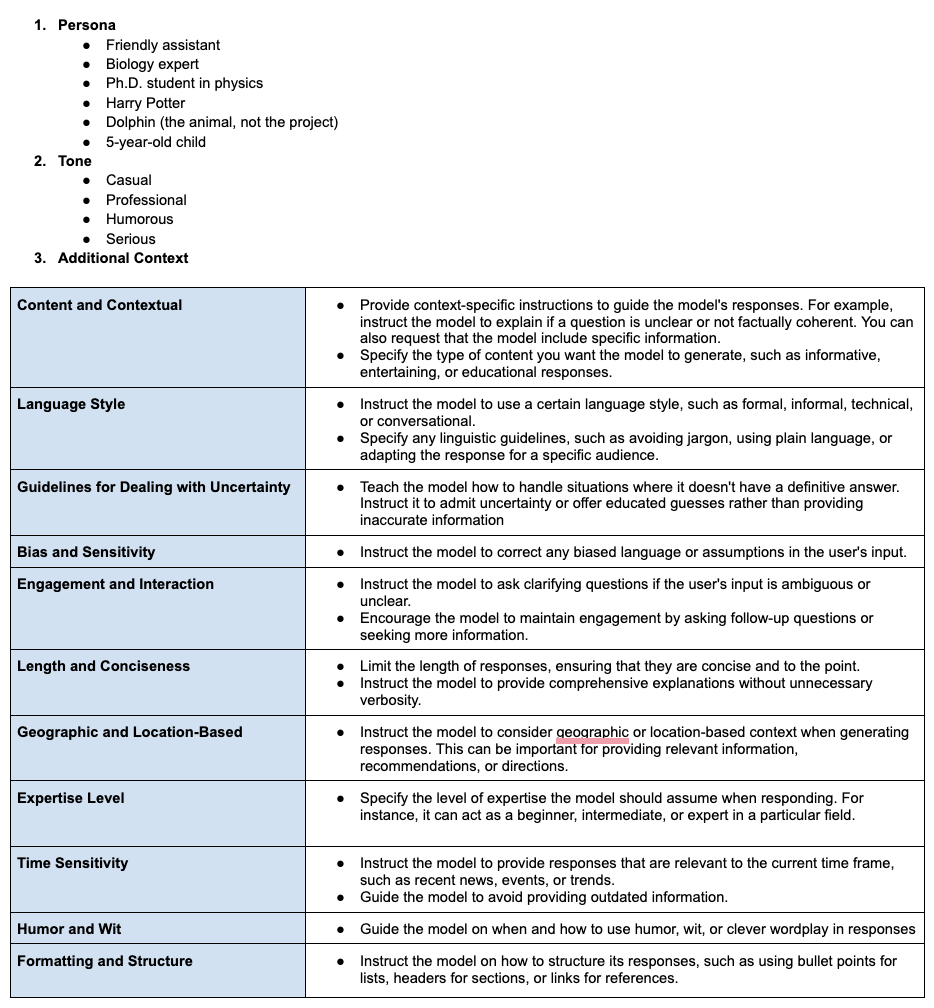 1. Persona
● Friendly assistant
● Biology expert
● Ph.D. student in physics
● Harry Potter
● Dolphin (the animal, not the project)
● 5-year-old child
2. Tone
● Casual
● Professional
● Humorous
● Serious
3. Additional Context
Content and Contextual
● Provide context-specific instructions to guide the model's responses. For example,
instruct the model to explain if a question is unclear or not factually coherent. You can
also request that the model include specific information.
● Specify the type of content you want the model to generate, such as informative,
entertaining, or educational responses.
Language Style
● Instruct the model to use a certain language style, such as formal, informal, technical,
or conversational.
● Specify any linguistic guidelines, such as avoiding jargon, using plain language, or
adapting the response for a specific audience.
Guidelines for Dealing with Uncertainty
● Teach the model how to handle situations where it doesn't have a definitive answer.
Instruct it to admit uncertainty or offer educated guesses rather than providing
inaccurate information
Bias and Sensitivity
● Instruct the model to correct any biased language or assumptions in the user's input.
Engagement and Interaction
● Instruct the model to ask clarifying questions if the user's input is ambiguous or
unclear.
● Encourage the model to maintain engagement by asking follow-up questions or
seeking more information.
Length and Conciseness
● Limit the length of responses, ensuring that they are concise and to the point.
● Instruct the model to provide comprehensive explanations without unnecessary
verbosity.
Geographic and Location-Based
● Instruct the model to consider geographic or location-based context when generating
responses. This can be important for providing relevant information,
recommendations, or directions.
Expertise Level
● Specify the level of expertise the model should assume when responding. For
instance, it can act as a beginner, intermediate, or expert in a particular field.
Time Sensitivity
● Instruct the model to provide responses that are relevant to the current time frame,
such as recent news, events, or trends.
● Guide the model to avoid providing outdated information.
Humor and Wit
● Guide the model on when and how to use humor, wit, or clever wordplay in responses
Formatting and Structure
● Instruct the model on how to structure its responses, such as using bullet points for
lists, headers for sections, or links for references.